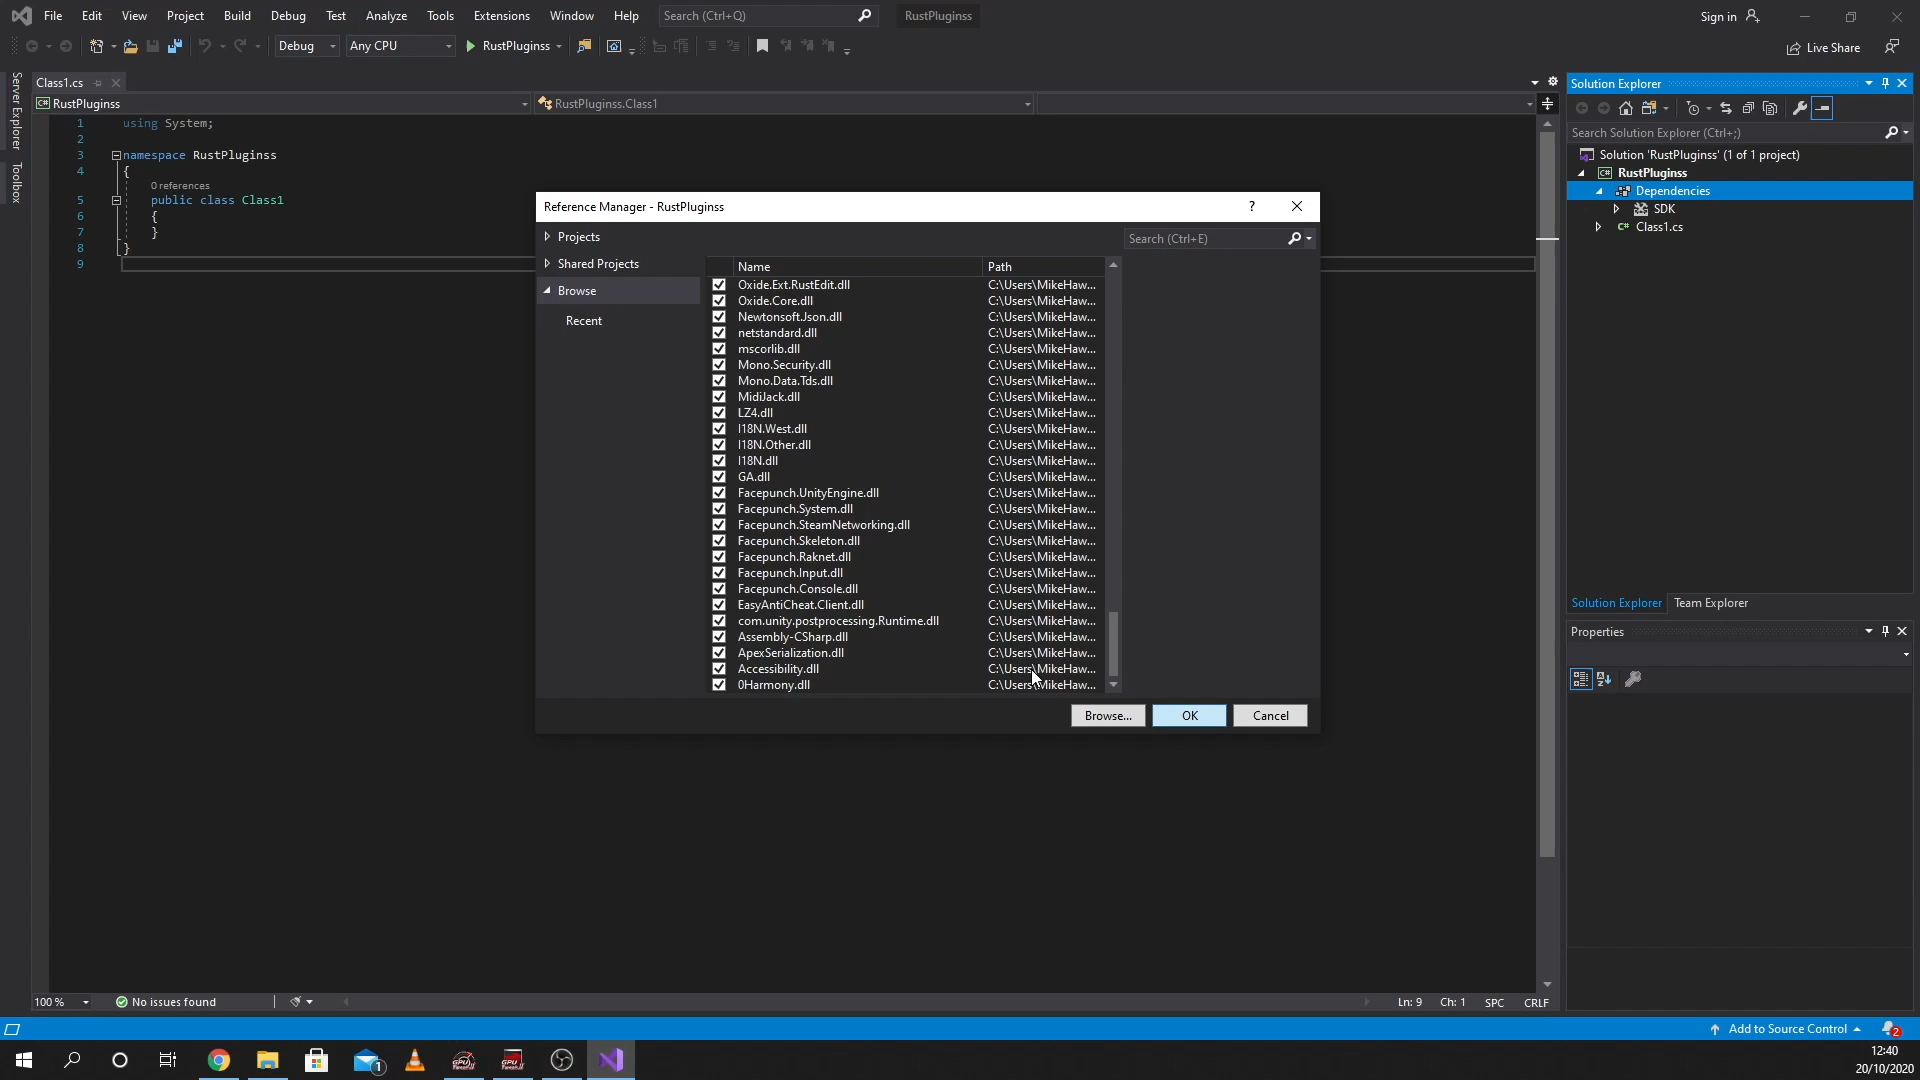 File Edit View Project Build Debug Test Analyze Tools Extensions Window Help Search (Ctrl+Q) RustPluginss Sign in
Debug Any CPU RustPluginss Live Share
Server Explorer
Toolbox
Class1.cs
C# RustPluginss RustPluginss.Class1
1 using System;
2
3 namespace RustPluginss
4 {
0 references
5 public class Class1
6 {
7 }
8 }
9
Reference Manager - RustPluginss ?
Projects
Shared Projects
Browse
Recent
Search (Ctrl+E)
Name Path
Oxide.Ext.RustEdit.dll C:\Users\MikeHaw...
Oxide.Core.dll C:\Users\MikeHaw...
Newtonsoft.Json.dll C:\Users\MikeHaw...
netstandard.dll C:\Users\MikeHaw...
mscorlib.dll C:\Users\MikeHaw...
Mono.Security.dll C:\Users\MikeHaw...
Mono.Data.Tds.dll C:\Users\MikeHaw...
MidiJack.dll C:\Users\MikeHaw...
LZ4.dll C:\Users\MikeHaw...
I18N.West.dll C:\Users\MikeHaw...
I18N.Other.dll C:\Users\MikeHaw...
I18N.dll C:\Users\MikeHaw...
GA.dll C:\Users\MikeHaw...
Facepunch.UnityEngine.dll C:\Users\MikeHaw...
Facepunch.System.dll C:\Users\MikeHaw...
Facepunch.SteamNetworking.dll C:\Users\MikeHaw...
Facepunch.Skeleton.dll C:\Users\MikeHaw...
Facepunch.Raknet.dll C:\Users\MikeHaw...
Facepunch.Input.dll C:\Users\MikeHaw...
Facepunch.Console.dll C:\Users\MikeHaw...
EasyAntiCheat.Client.dll C:\Users\MikeHaw...
com.unity.postprocessing.Runtime.dll C:\Users\MikeHaw...
Assembly-CSharp.dll C:\Users\MikeHaw...
ApexSerialization.dll C:\Users\MikeHaw...
Accessibility.dll C:\Users\MikeHaw...
0Harmony.dll C:\Users\MikeHaw...
Browse... OK Cancel
Solution Explorer
Search Solution Explorer (Ctrl+;)
Solution 'RustPluginss' (1 of 1 project)
C# RustPluginss
Dependencies
SDK
C# Class1.cs
Solution Explorer Team Explorer
Properties
100 % No issues found Ln: 9 Ch: 1 SPC CRLF
Add to Source Control 2
1 GPU GPU 12:40
20/10/2020